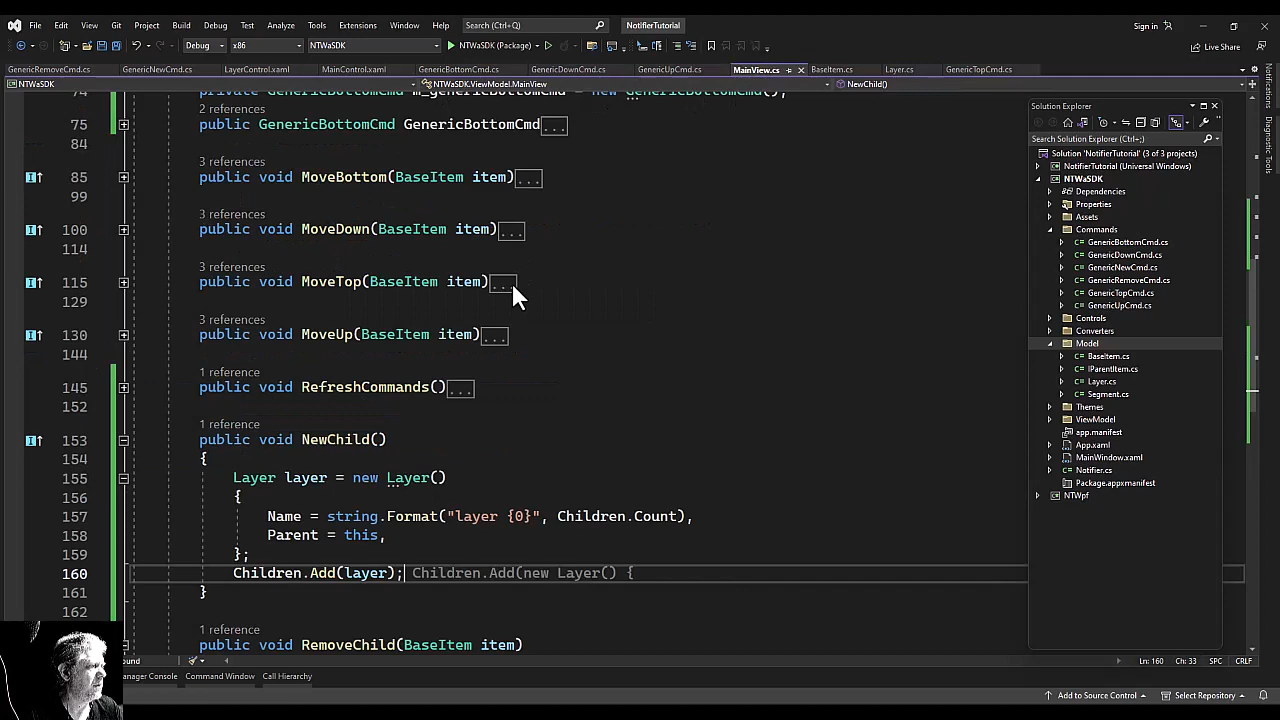 File Edit View Git Project Build Debug Test Analyze Tools Extensions Window Help Search (Ctrl+Q) NotifierTutorial Sign in
Debug x86 NTWaSDK NTWaSDK (Package) Live Share
GenericRemoveCmd.cs GenericNewCmd.cs LayerControl.xaml MainControl.xaml GenericBottomCmd.cs GenericDownCmd.cs GenericUpCmd.cs MainView.cs BaseItem.cs Layer.cs GenericTopCmd.cs
NTWaSDK NTWaSDK.ViewModel.MainView NewChild()
74 private GenericBottomCmd m_genericBottomCmd = new GenericBottomCmd();
2 references
75 public GenericBottomCmd GenericBottomCmd ...
84
3 references
85 public void MoveBottom(BaseItem item) ...
99
3 references
100 public void MoveDown(BaseItem item) ...
114
3 references
115 public void MoveTop(BaseItem item) ...
129
3 references
130 public void MoveUp(BaseItem item) ...
144
1 reference
145 public void RefreshCommands() ...
152
1 reference
153 public void NewChild()
154 {
155 Layer layer = new Layer()
156 {
157 Name = string.Format("layer {0}", Children.Count),
158 Parent = this,
159 };
160 Children.Add(layer); Children.Add(new Layer() {
161 }
162
1 reference
public void RemoveChild(BaseItem item)
Ln: 160 Ch: 33 SPC CRLF
Command Window Call Hierarchy
Add to Source Control Select Repository
Solution Explorer
Search Solution Explorer (Ctrl+;)
Solution 'NotifierTutorial' (3 of 3 projects)
NotifierTutorial (Universal Windows)
NTWaSDK
Dependencies
Properties
Assets
Commands
GenericBottomCmd.cs
GenericDownCmd.cs
GenericNewCmd.cs
GenericRemoveCmd.cs
GenericTopCmd.cs
GenericUpCmd.cs
Controls
Converters
Model
BaseItem.cs
IParentItem.cs
Layer.cs
Segment.cs
Themes
ViewModel
app.manifest
App.xaml
MainWindow.xaml
Notifier.cs
Package.appxmanifest
NTWpf
Notifications
Diagnostic Tools